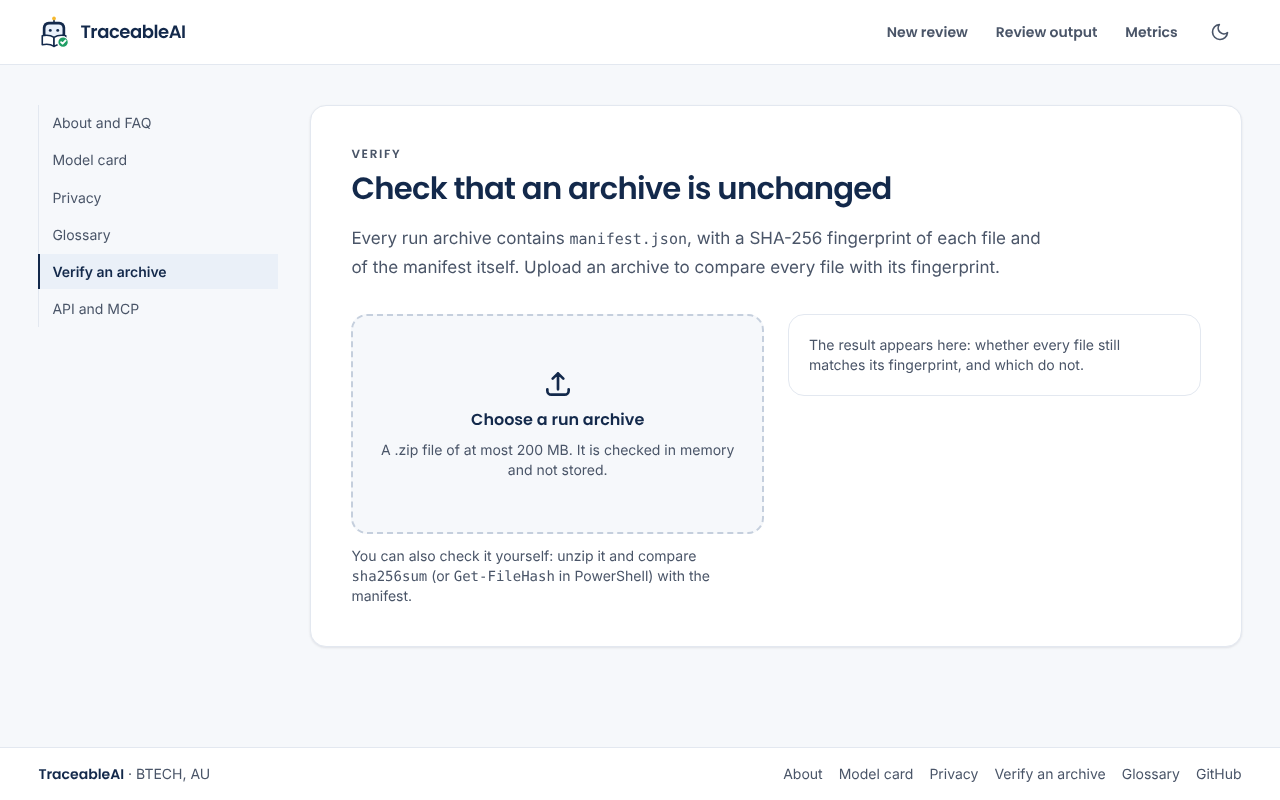 TraceableAI
New review
Review output
Metrics
About and FAQ
Model card
Privacy
Glossary
Verify an archive
API and MCP
VERIFY
Check that an archive is unchanged
Every run archive contains manifest.json, with a SHA-256 fingerprint of each file and
of the manifest itself. Upload an archive to compare every file with its fingerprint.
Choose a run archive
A .zip file of at most 200 MB. It is checked in memory
and not stored.
You can also check it yourself: unzip it and compare
sha256sum (or Get-FileHash in PowerShell) with the
manifest.
The result appears here: whether every file still
matches its fingerprint, and which do not.
TraceableAI · BTECH, AU
About
Model card
Privacy
Verify an archive
Glossary
GitHub